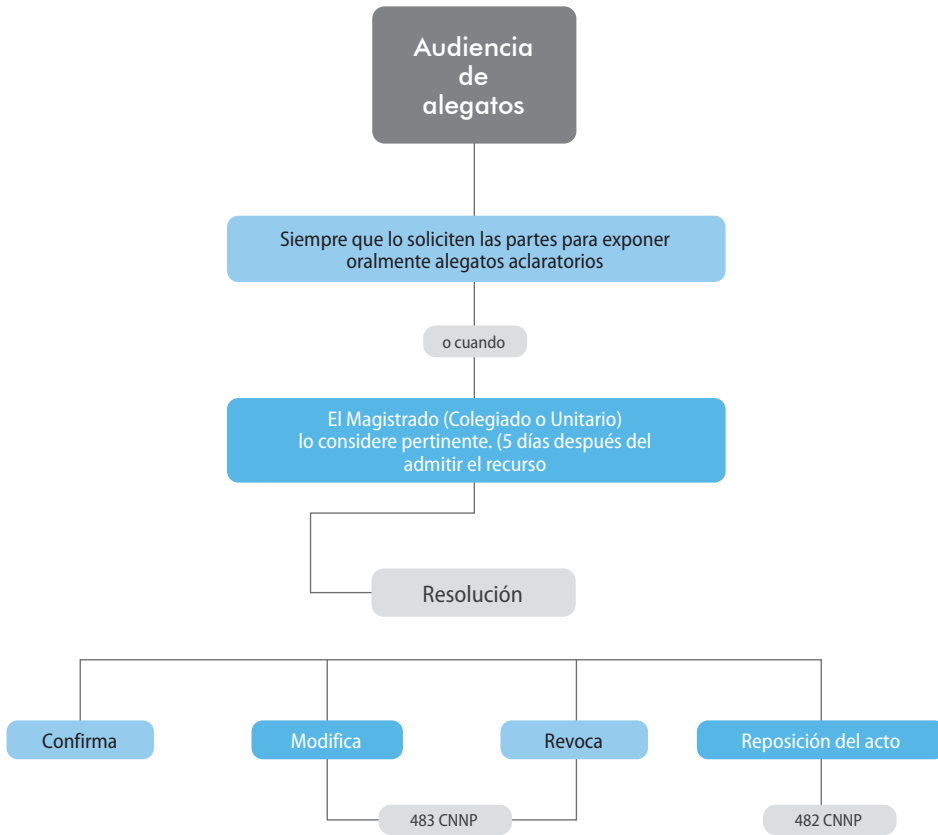 Audiencia
de
alegatos
Siempre que lo soliciten las partes para exponer
oralmente alegatos aclaratorios
o cuando
El Magistrado (Colegiado o Unitario)
lo considere pertinente. (5 días después del
admitir el recurso
Resolución
Confirma
Modifica
Revoca
Reposición del acto
483 CNNP
482 CNNP